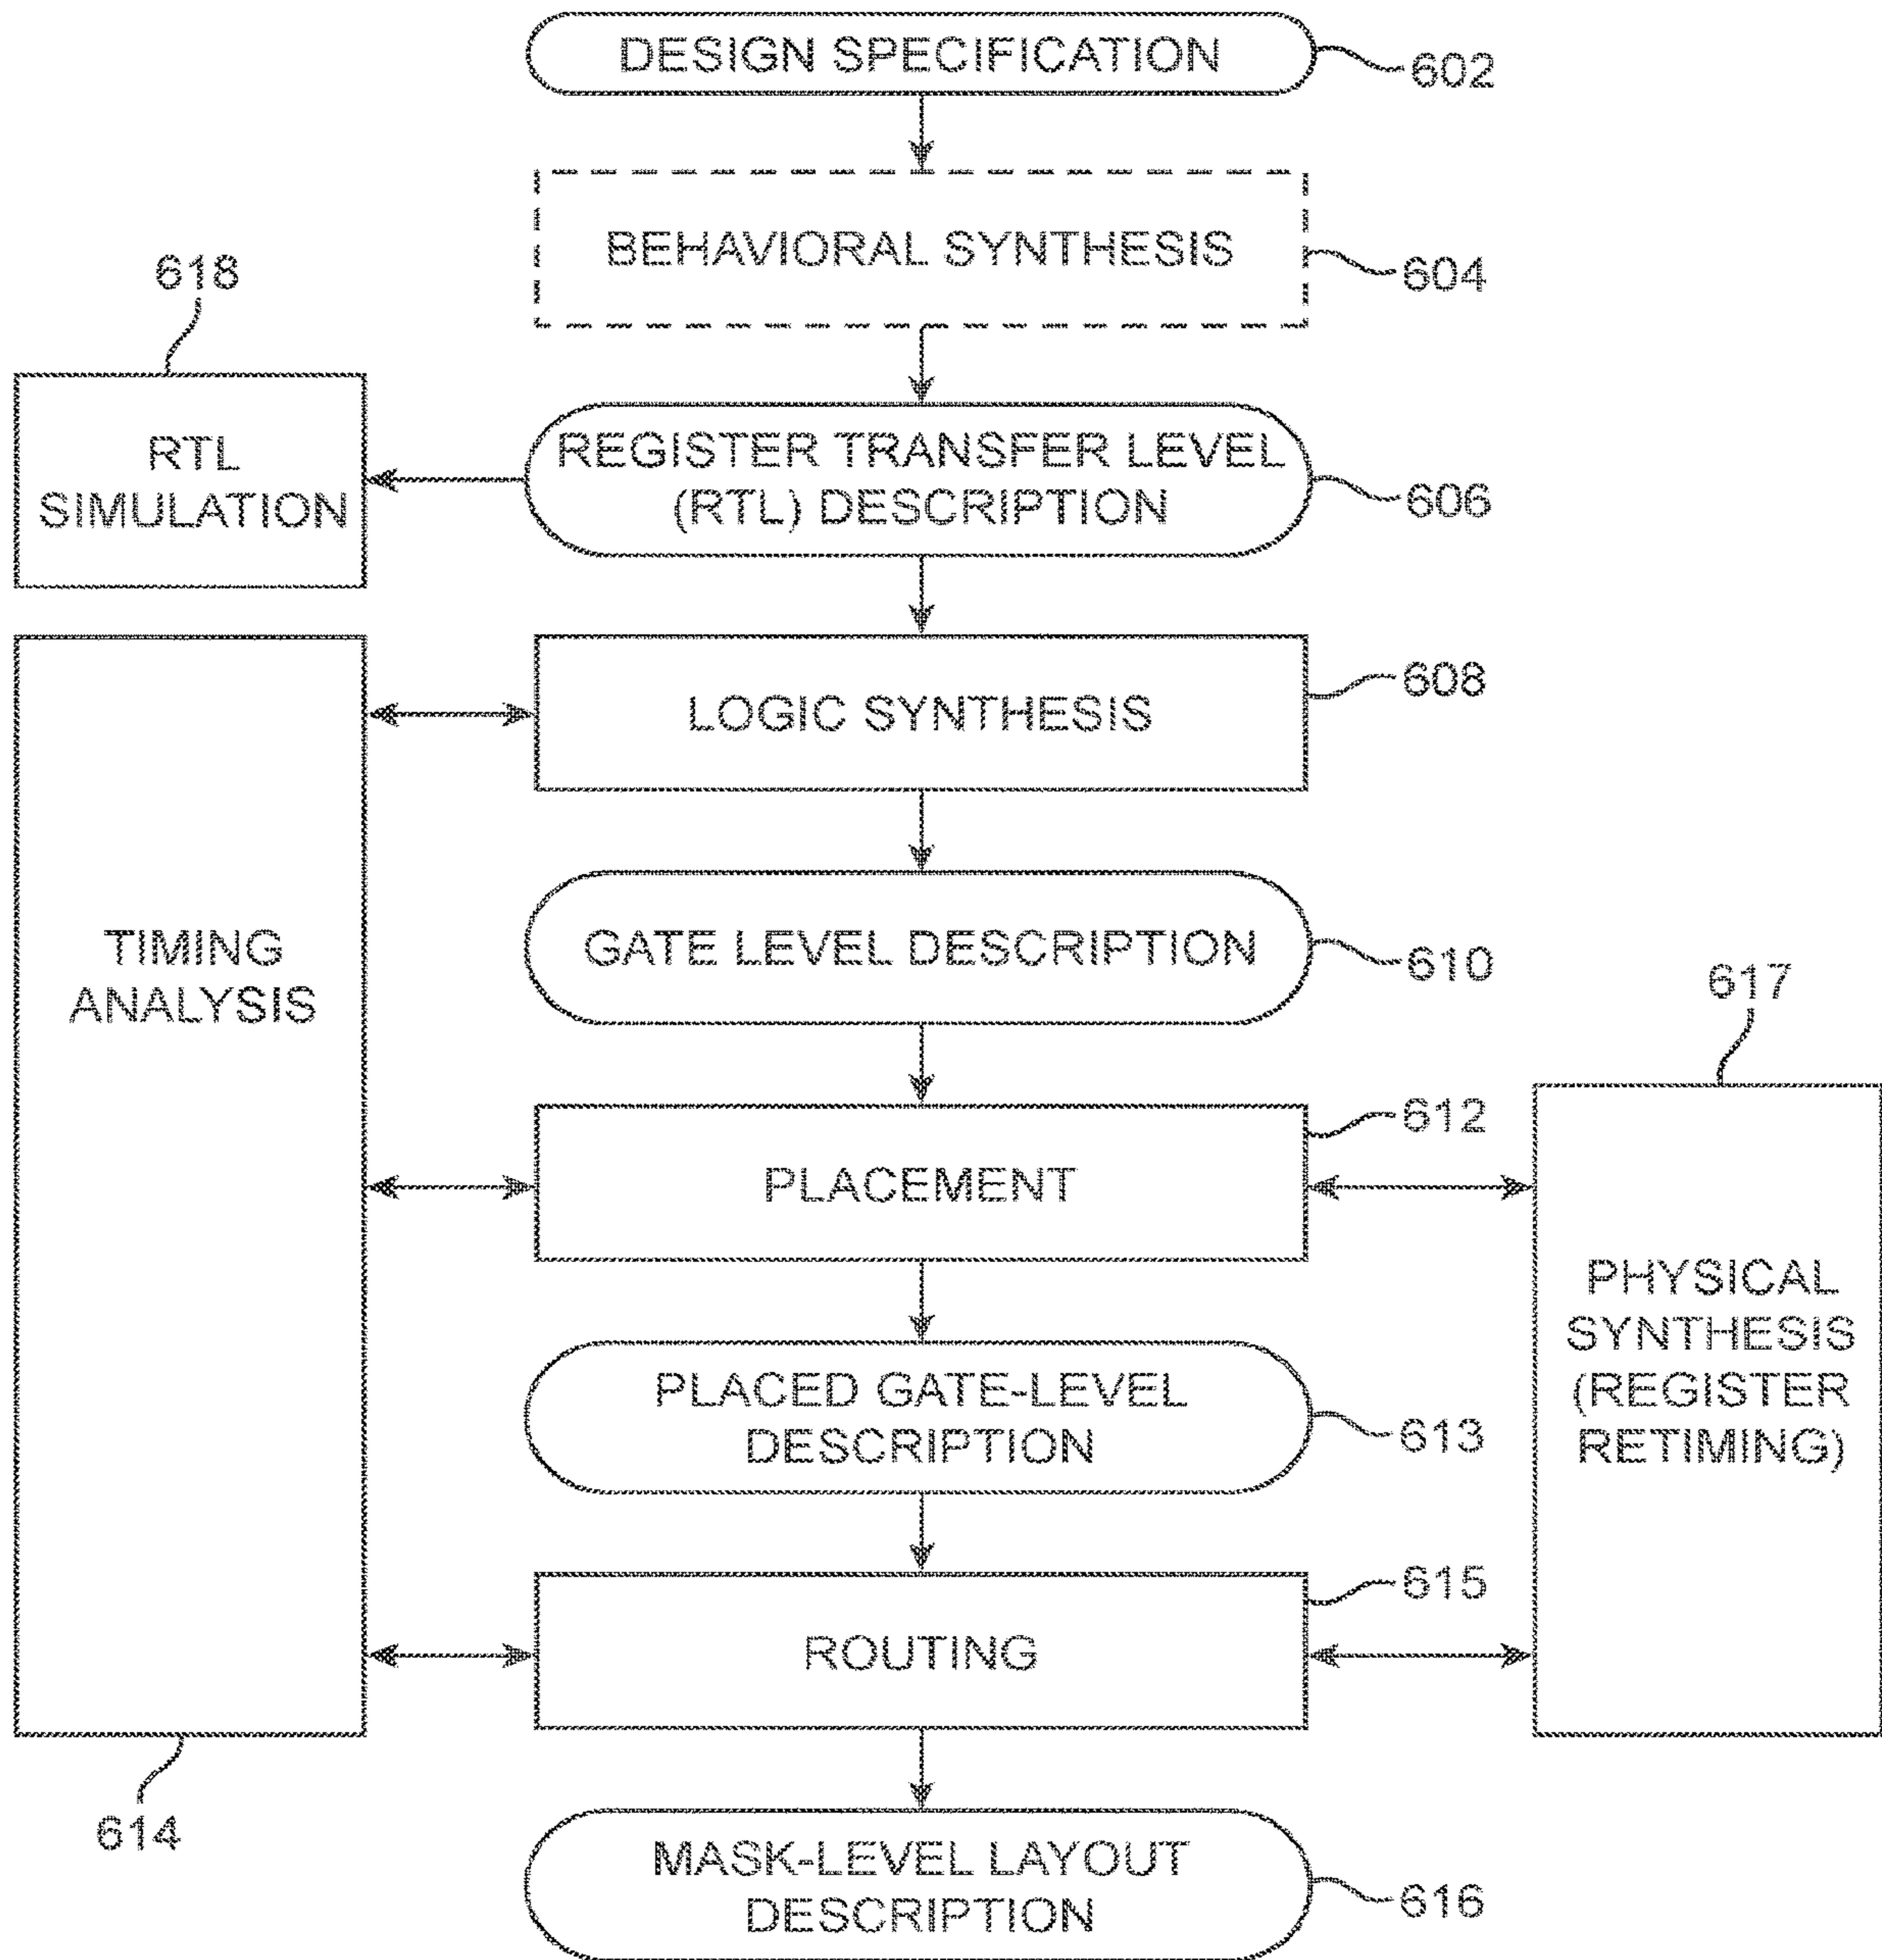 DESIGN SPECIFICATION
602
BEHAVIORAL SYNTHESIS
604
618
RTL
SIMULATION
REGISTER TRANSFER LEVEL
(RTL) DESCRIPTION
606
LOGIC SYNTHESIS
608
TIMING
ANALYSIS
GATE LEVEL DESCRIPTION
610
617
PLACEMENT
612
PHYSICAL
SYNTHESIS
(REGISTER
RETIMING)
PLACED GATE-LEVEL
DESCRIPTION
613
ROUTING
615
614
MASK-LEVEL LAYOUT
DESCRIPTION
616